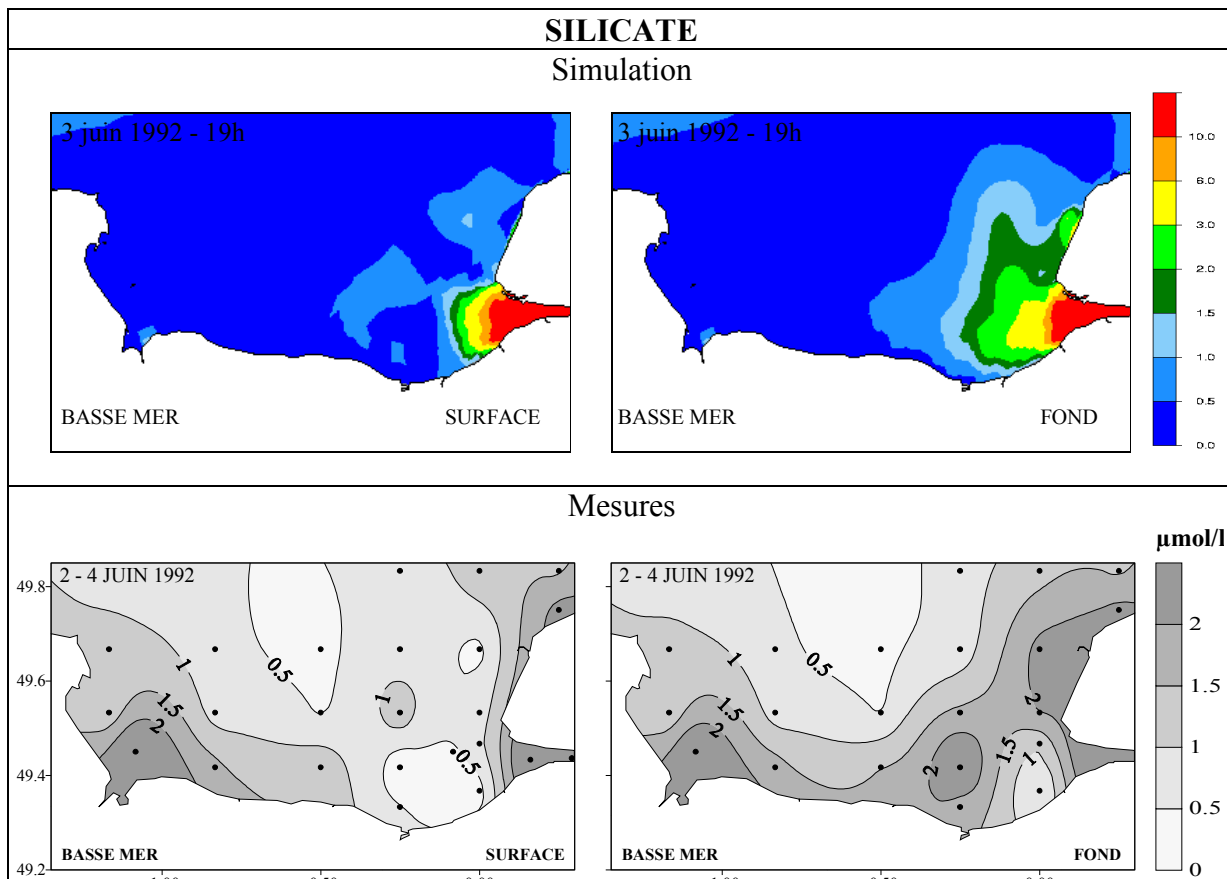 SILICATE
Simulation
3 juin 1992 - 19h
BASSE MER
SURFACE
3 juin 1992 - 19h
BASSE MER
FOND
10.0
6.0
3.0
2.0
1.5
1.0
0.5
0.0
Mesures
µmol/l
2 - 4 JUIN 1992
49.8
49.6
49.4
49.2
1
0.5
1.5
2
1
0.5
BASSE MER
SURFACE
2 - 4 JUIN 1992
1
0.5
1.5
2
2
2
1.5
1
BASSE MER
FOND
2
1.5
1
0.5
0